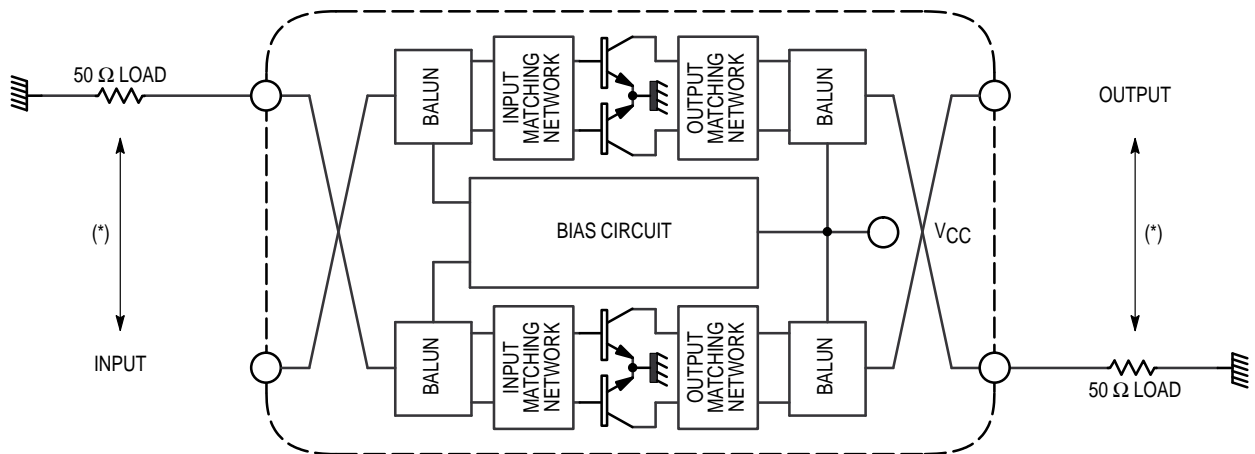 50 Ω LOAD
(*)
INPUT
BALUN
INPUT
MATCHING
NETWORK
OUTPUT
MATCHING
NETWORK
BALUN
BIAS CIRCUIT
VCC
BALUN
INPUT
MATCHING
NETWORK
OUTPUT
MATCHING
NETWORK
BALUN
OUTPUT
(*)
50 Ω LOAD